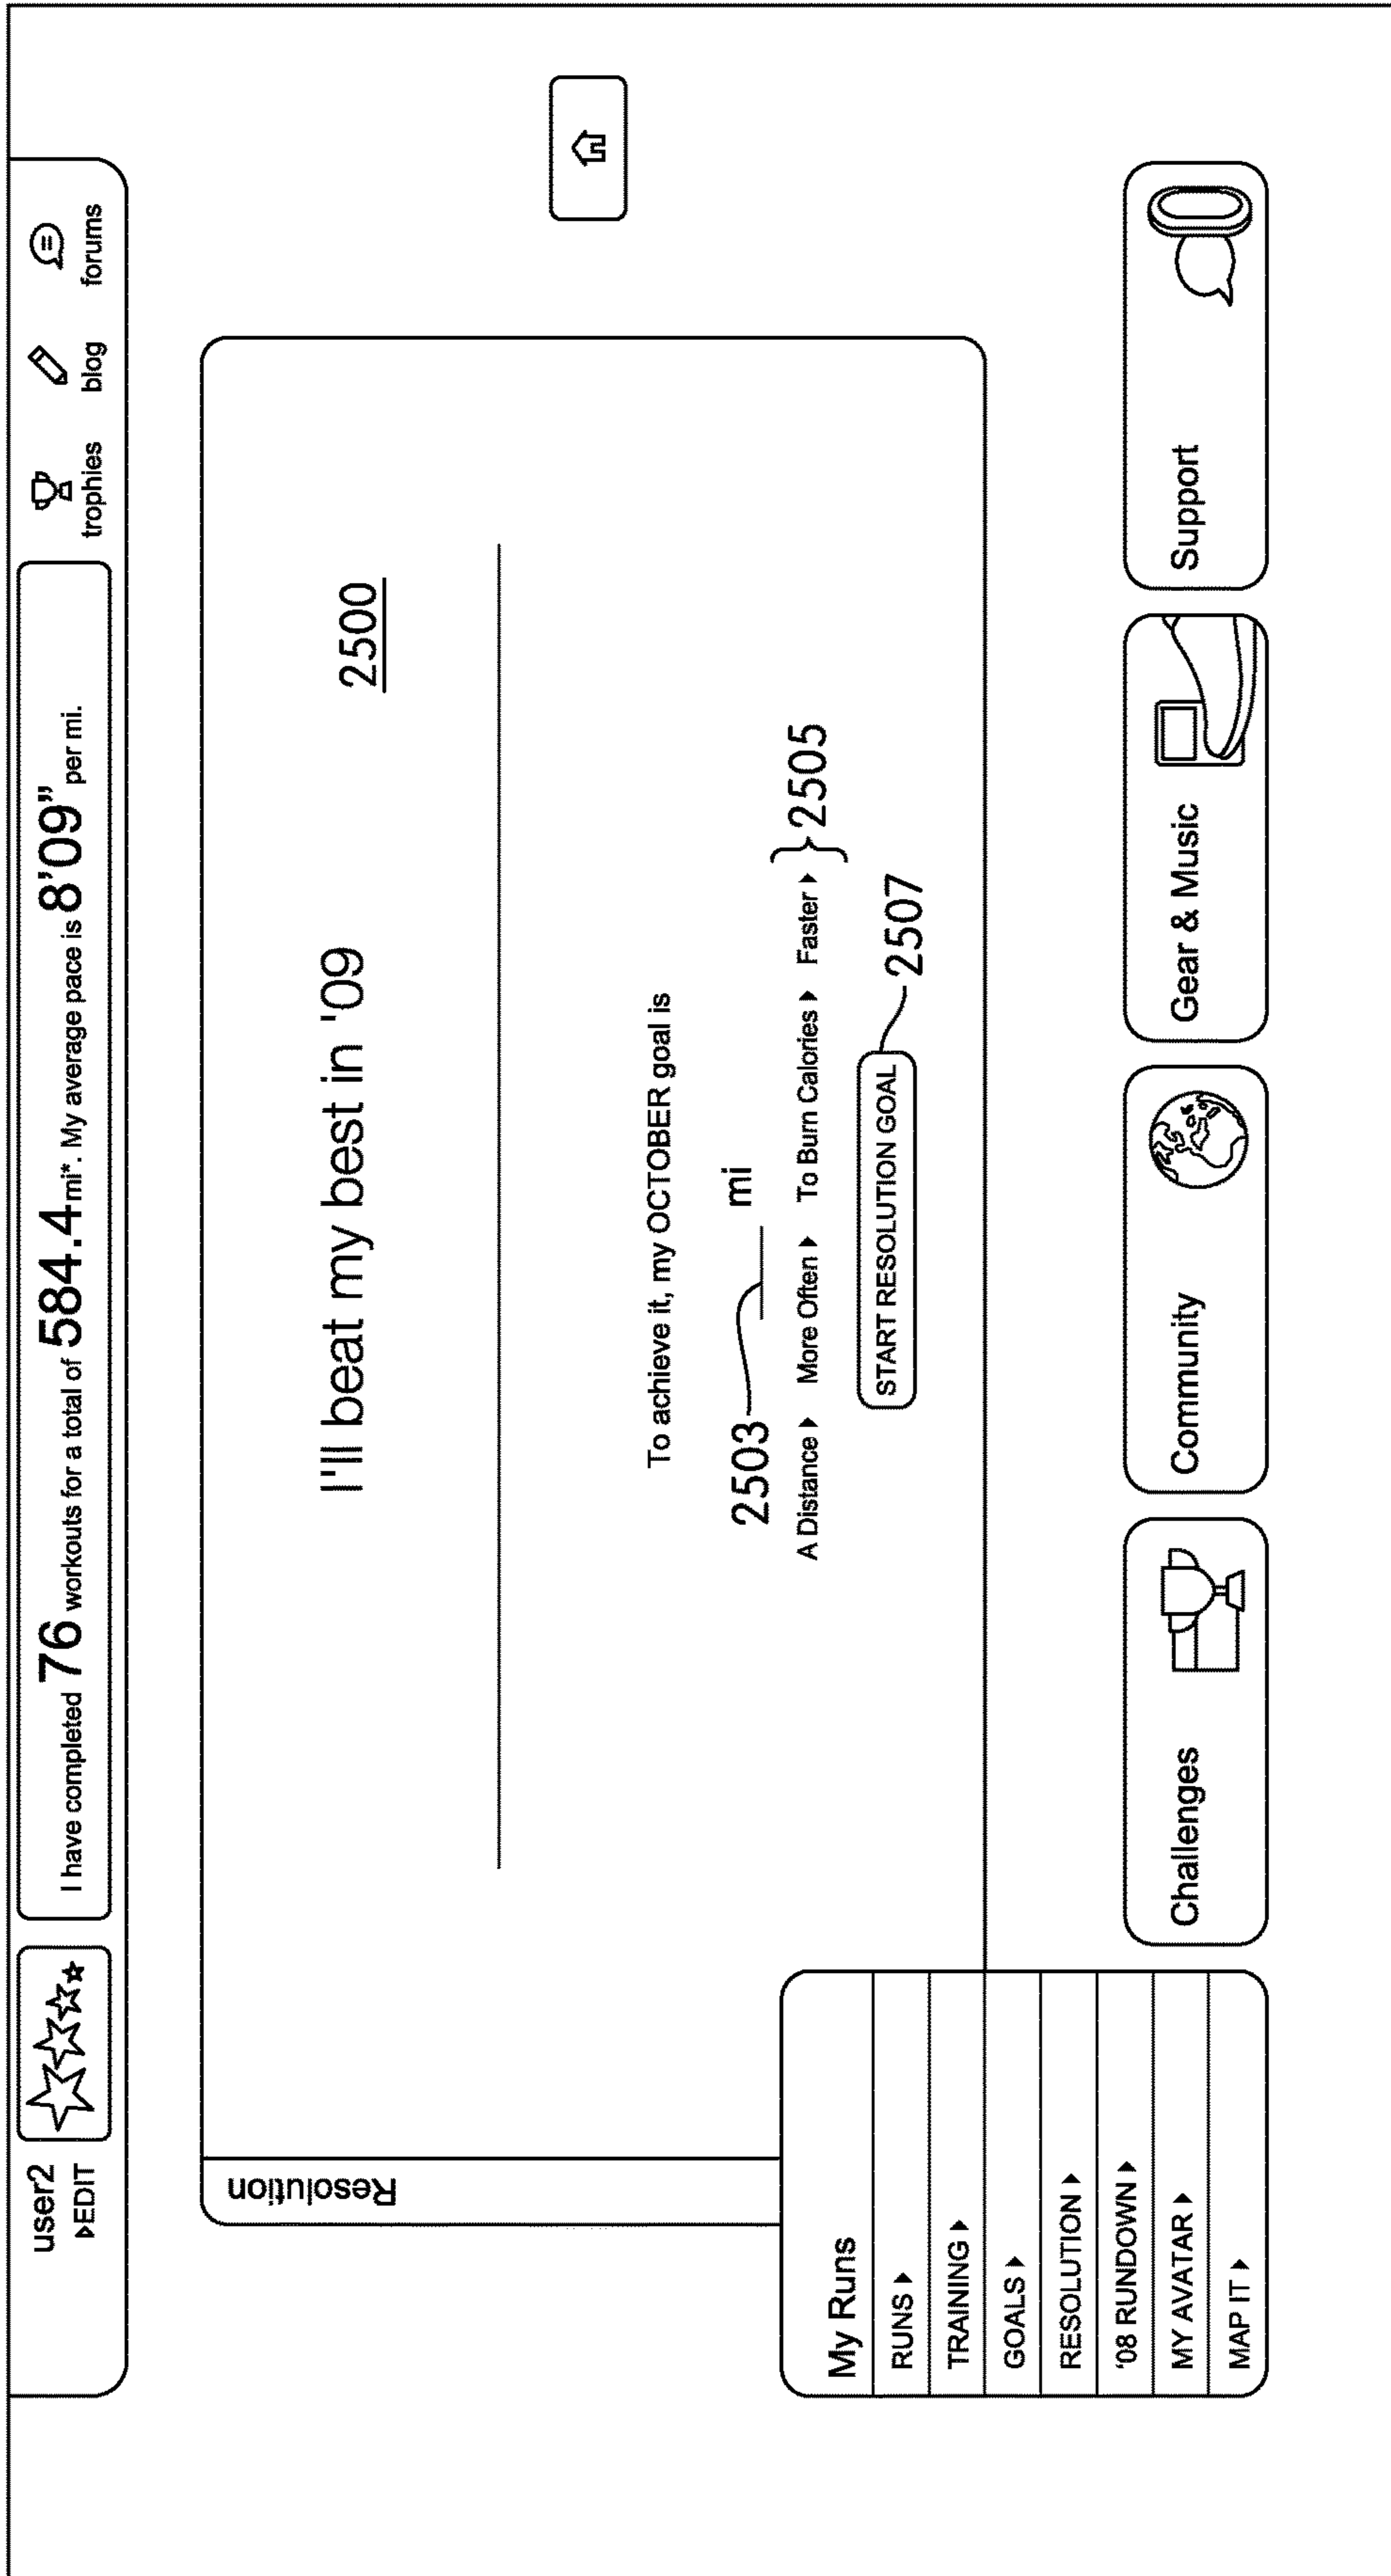 user2
▸EDIT
I have completed 76 workouts for a total of 584.4 mi*. My average pace is 8'09" per mi.
trophies
blog
forums
Resolution
I'll beat my best in '09
2500
To achieve it, my OCTOBER goal is
2503
mi
A Distance ▸ More Often ▸ To Burn Calories ▸ Faster ▸
2505
START RESOLUTION GOAL
2507
My Runs
RUNS ▸
TRAINING ▸
GOALS ▸
RESOLUTION ▸
'08 RUNDOWN ▸
MY AVATAR ▸
MAP IT ▸
Challenges
Community
Gear & Music
Support